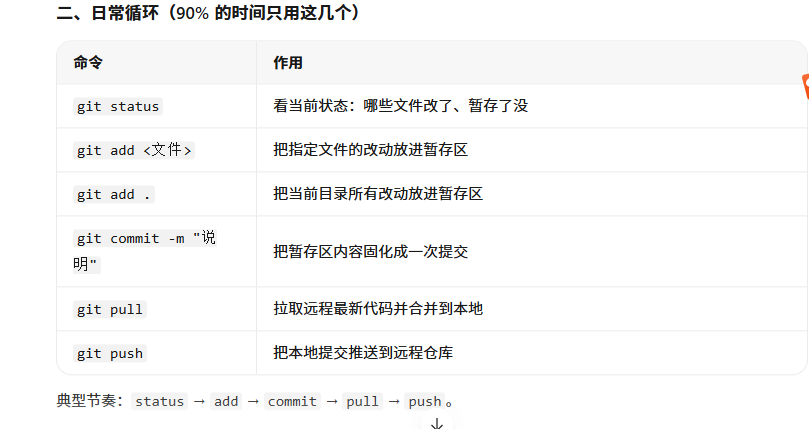 二、日常循环（90% 的时间只用这几个）
命令 作用
git status 看当前状态：哪些文件改了、暂存了没
git add <文件> 把指定文件的改动放进暂存区
git add . 把当前目录所有改动放进暂存区
git commit -m "说
明" 把暂存区内容固化成一次提交
git pull 拉取远程最新代码并合并到本地
git push 把本地提交推送到远程仓库
典型节奏：status → add → commit → pull → push。